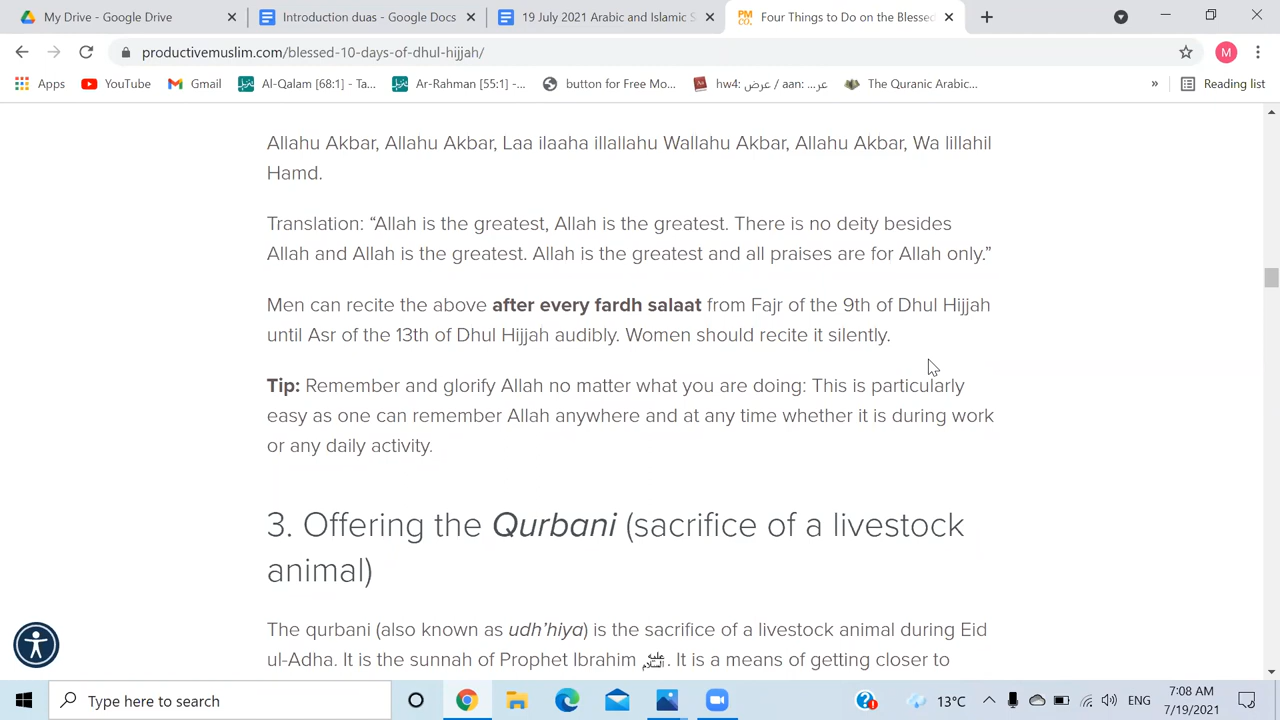 My Drive - Google Drive
Introduction duas - Google Docs
19 July 2021 Arabic and Islamic S
Four Things to Do on the Blessed
productivemuslim.com/blessed-10-days-of-dhul-hijjah/
M
Apps
YouTube
Gmail
Al-Qalam [68:1] - Ta...
Ar-Rahman [55:1] -...
button for Free Mo...
hw4: عر... / aan: عرض
The Quranic Arabic...
»
Reading list
Allahu Akbar, Allahu Akbar, Laa ilaaha illallahu Wallahu Akbar, Allahu Akbar, Wa lillahil
Hamd.
Translation: “Allah is the greatest, Allah is the greatest. There is no deity besides
Allah and Allah is the greatest. Allah is the greatest and all praises are for Allah only.”
Men can recite the above after every fardh salaat from Fajr of the 9th of Dhul Hijjah
until Asr of the 13th of Dhul Hijjah audibly. Women should recite it silently.
Tip: Remember and glorify Allah no matter what you are doing: This is particularly
easy as one can remember Allah anywhere and at any time whether it is during work
or any daily activity.
3. Offering the Qurbani (sacrifice of a livestock
animal)
The qurbani (also known as udh’hiya) is the sacrifice of a livestock animal during Eid
ul-Adha. It is the sunnah of Prophet Ibrahim عليه السلام. It is a means of getting closer to
Type here to search
13°C
ENG
7:08 AM
7/19/2021